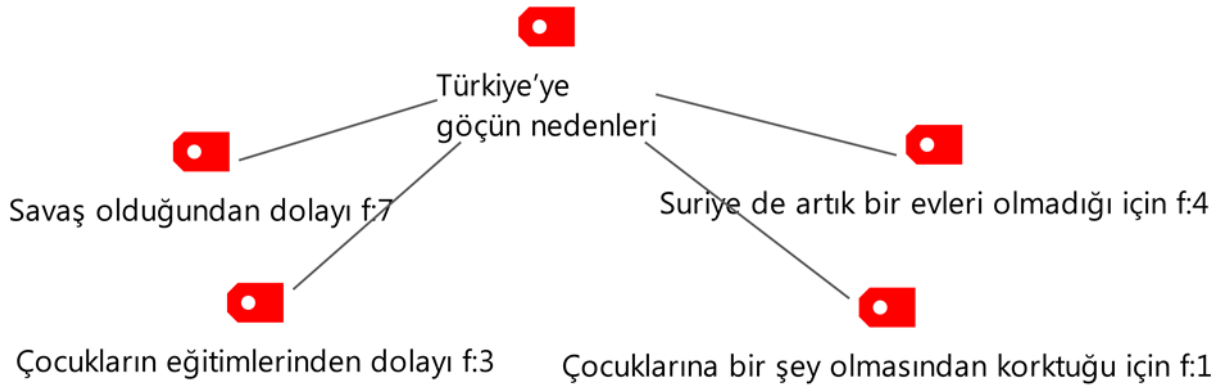 Türkiye’ye
göçün nedenleri
Savaş olduğundan dolayı f:7
Suriye de artık bir evleri olmadığı için f:4
Çocukların eğitimlerinden dolayı f:3
Çocuklarına bir şey olmasından korktuğu için f:1